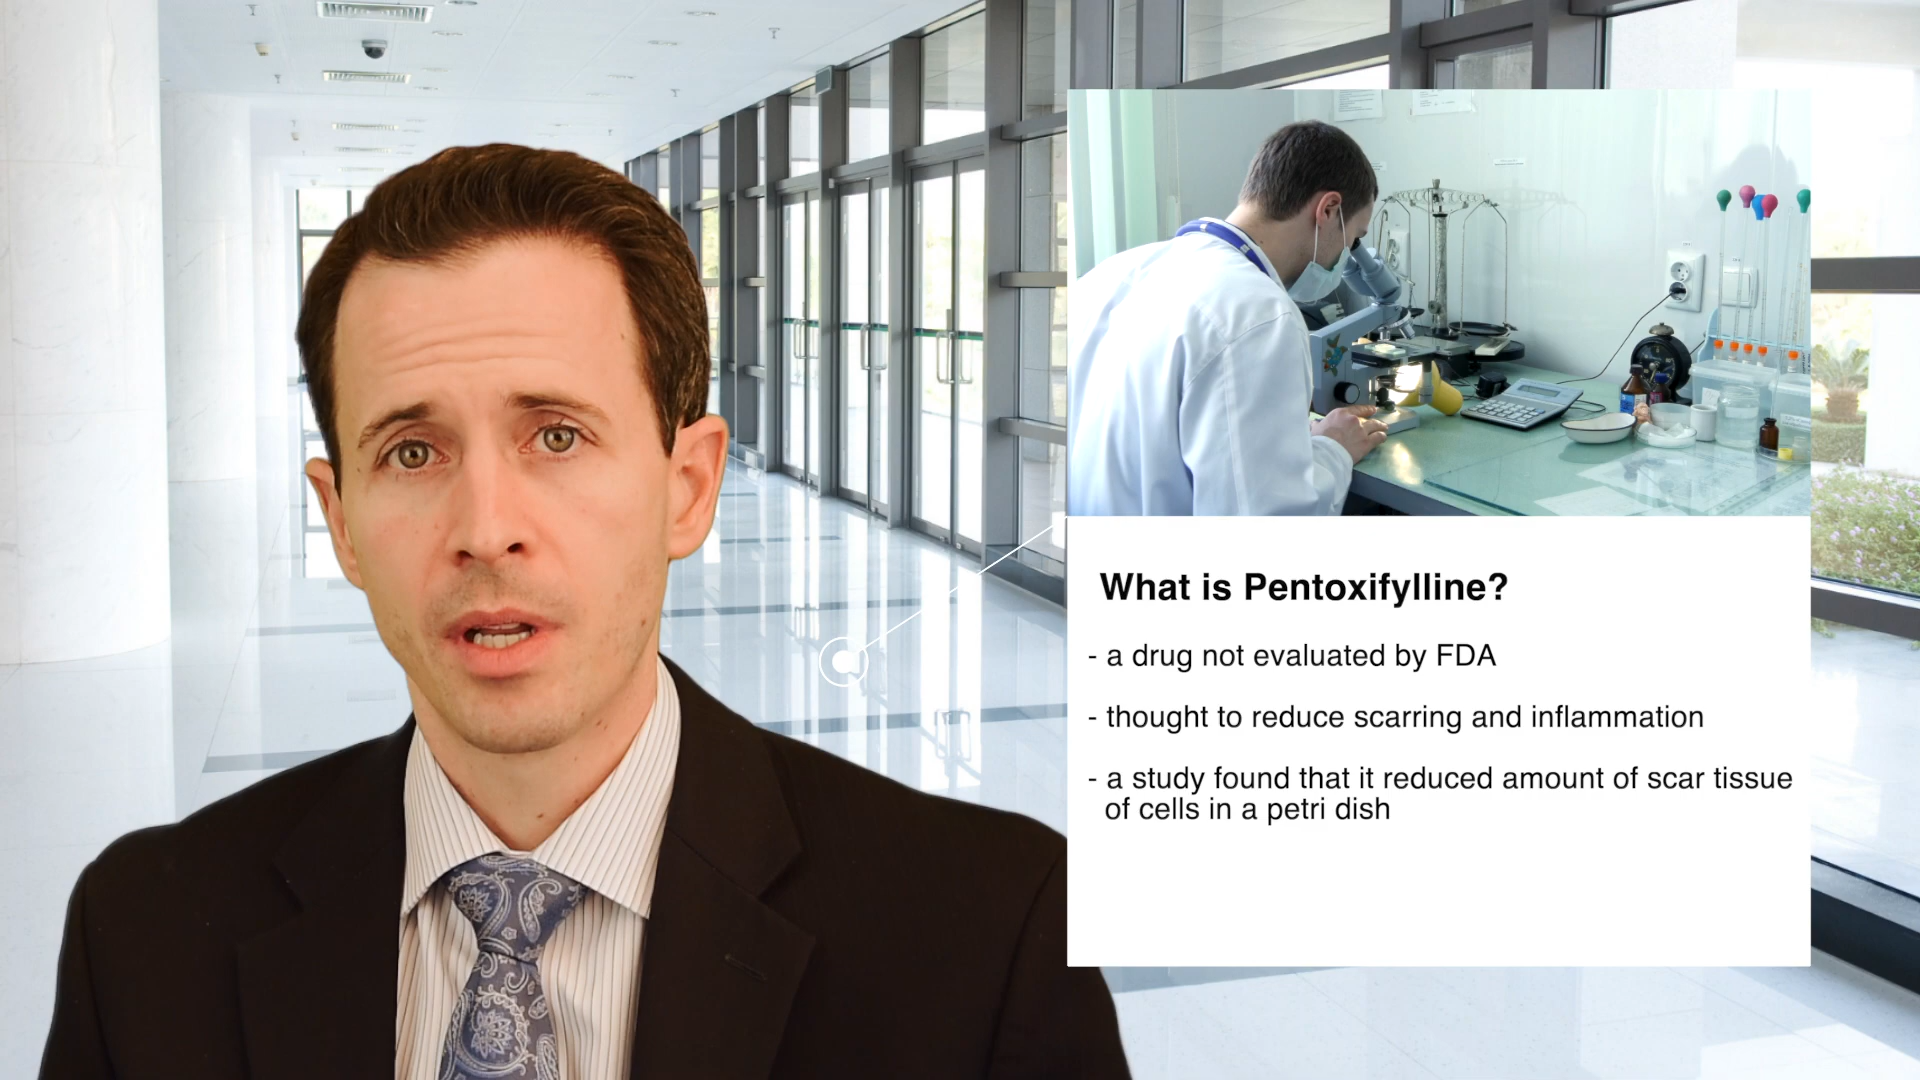 What is Pentoxifylline?
- a drug not evaluated by FDA
- thought to reduce scarring and inflammation
- a study found that it reduced amount of scar tissue
of cells in a petri dish